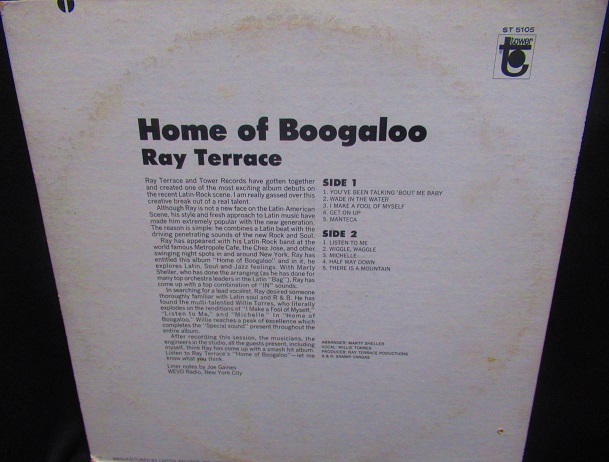 ST 5105
tower
Home of Boogaloo
Ray Terrace
Ray Terrace and Tower Records have gotten together
and created one of the most exciting album debuts on
the recent Latin-Rock scene. I am really gassed over this
creative break out of a real talent.
Although Ray is not a new face on the Latin-American
Scene, his style and fresh approach to Latin music have
made him extremely popular with the new generation.
The reason is simple: he combines a Latin beat with the
driving penetrating sounds of the new Rock and Soul.
Ray has appeared with his Latin Rock band at the
world famous Metropole Cafe, the Chez Jose, and other
swinging night spots in and around New York. Ray has
entitled this album "Home of Boogaloo" and in it, he
explores Latin, Soul and Jazz feelings. With Marty
Sheller, who has done the arranging (as he has done for
many top orchestra leaders in the Latin "Bag"), Ray has
come up with a top combination of "IN" sounds.
In searching for a lead vocalist, Ray desired someone
thoroughly familiar with Latin soul and R & B. He has
found the multi-talented Willie Torres, who literally
explodes on the renditions of "I Make a Fool of Myself,"
"Listen to Me," and "Michelle." In "Home of
Boogaloo," Willie reaches a peak of excellence which
completes the "Special sound" present throughout the
entire album.
After recording this session, the musicians, the
engineers in the studio, all the guests present, including
myself, think Ray has come up with a smash hit album.
Listen to Ray Terrace's "Home of Boogaloo"—let me
know what you think.
Liner notes by Joe Gaines
WEVD Radio, New York City
SIDE 1
1. YOU'VE BEEN TALKING 'BOUT ME BABY
2. WADE IN THE WATER
3. I MAKE A FOOL OF MYSELF
4. GET ON UP
5. MANTECA
SIDE 2
1. LISTEN TO ME
2. WIGGLE, WAGGLE
3. MICHELLE
4. HALF WAY DOWN
5. THERE IS A MOUNTAIN
ARRANGER: MARTY SHELLER
VOCAL: WILLIE TORRES
PRODUCER: RAY TERRACE PODUCTIONS
A & R: SAMMY VARGAS